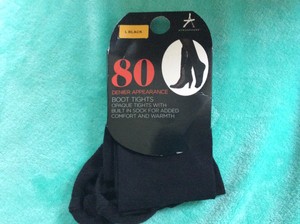 L BLACK
80
DENIER APPEARANCE
BOOT TIGHTS
OPAQUE TIGHTS WITH
BUILT IN SOCK FOR ADDED
COMFORT AND WARMTH